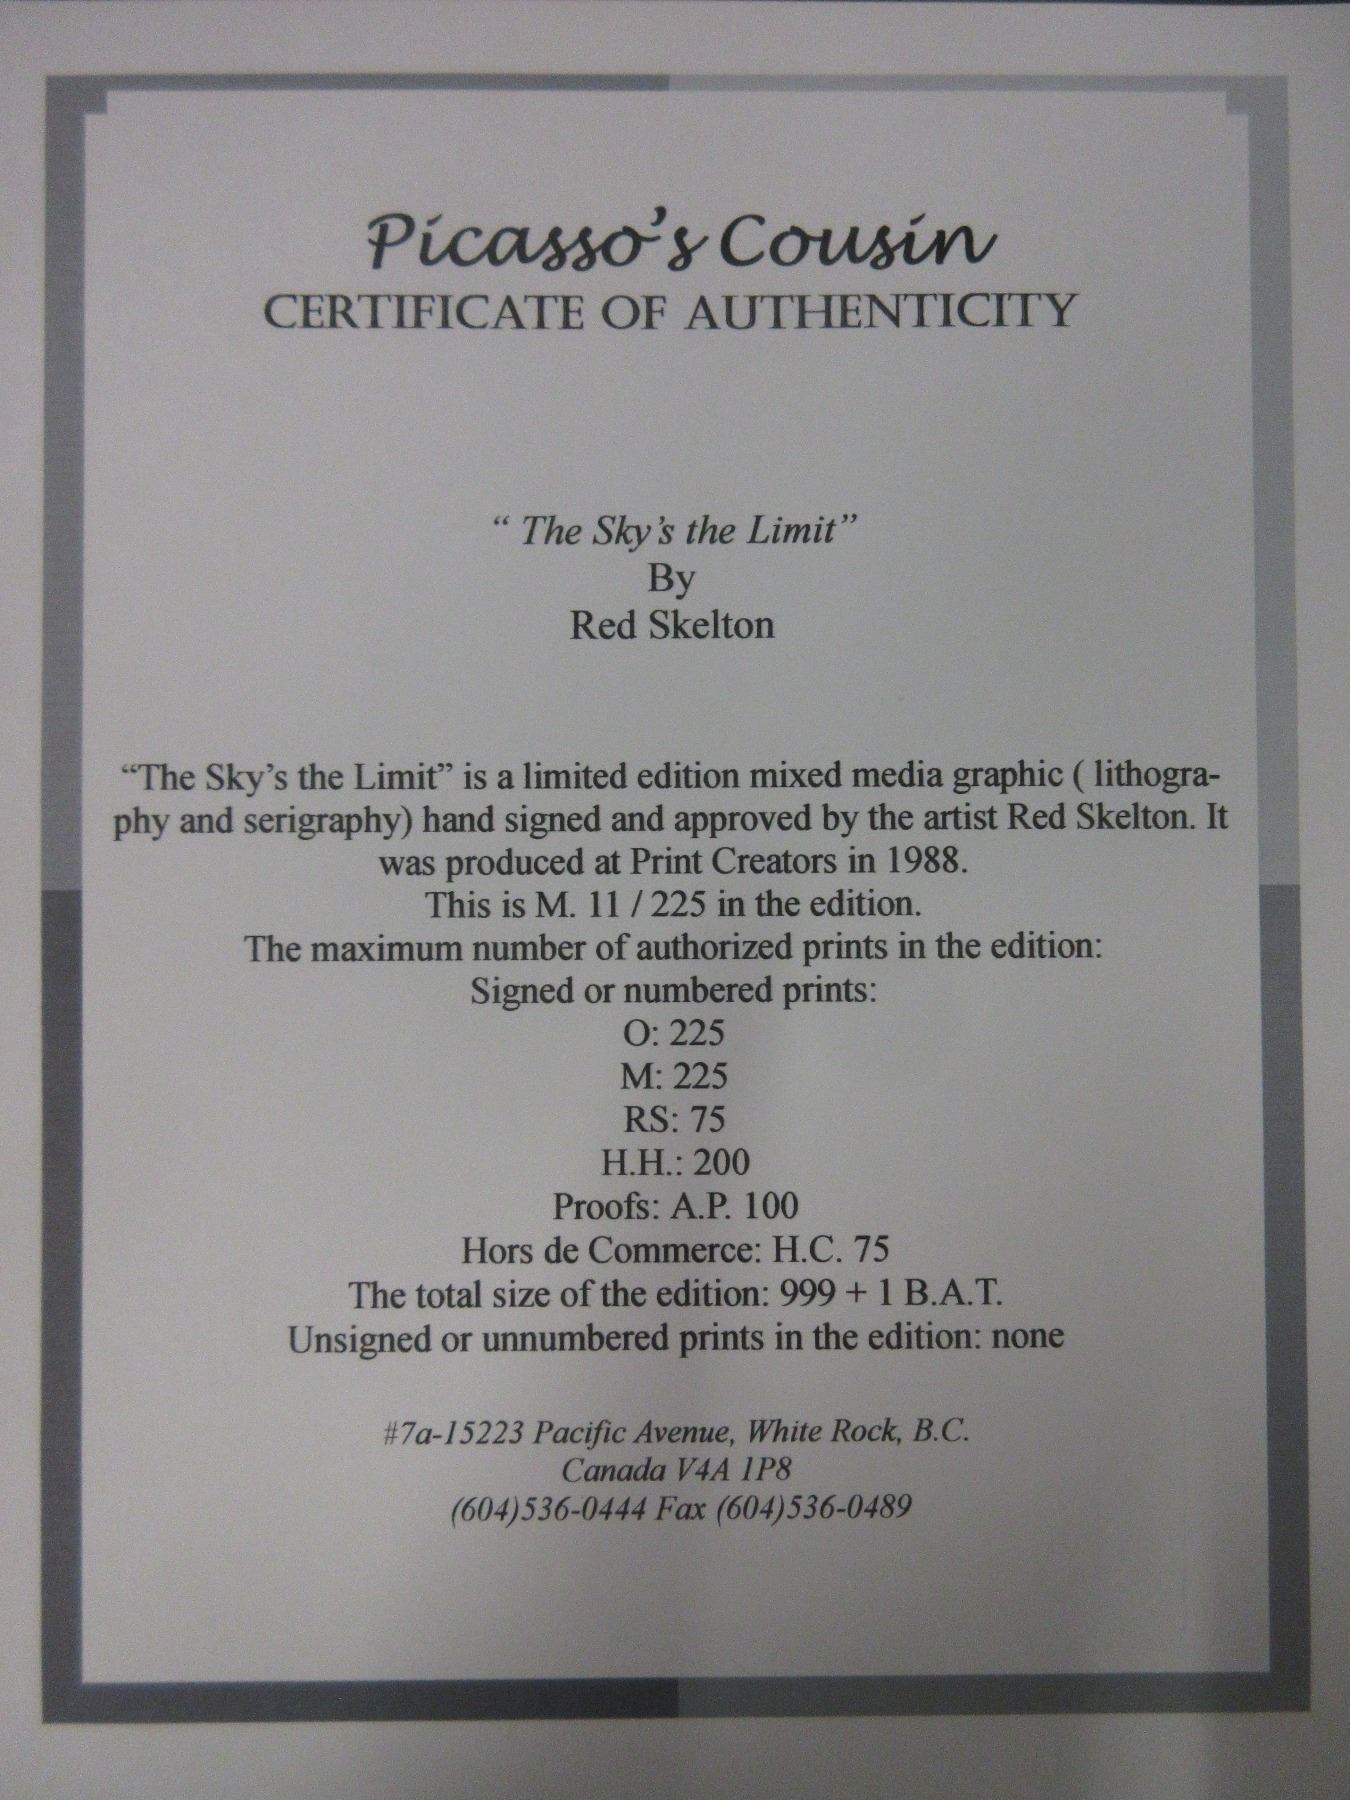 Picasso's Cousin
CERTIFICATE OF AUTHENTICITY
“ The Sky’s the Limit”
By
Red Skelton
“The Sky’s the Limit” is a limited edition mixed media graphic ( lithogra-
phy and serigraphy) hand signed and approved by the artist Red Skelton. It
was produced at Print Creators in 1988.
This is M. 11 / 225 in the edition.
The maximum number of authorized prints in the edition:
Signed or numbered prints:
O: 225
M: 225
RS: 75
H.H.: 200
Proofs: A.P. 100
Hors de Commerce: H.C. 75
The total size of the edition: 999 + 1 B.A.T.
Unsigned or unnumbered prints in the edition: none
#7a-15223 Pacific Avenue, White Rock, B.C.
Canada V4A 1P8
(604)536-0444 Fax (604)536-0489